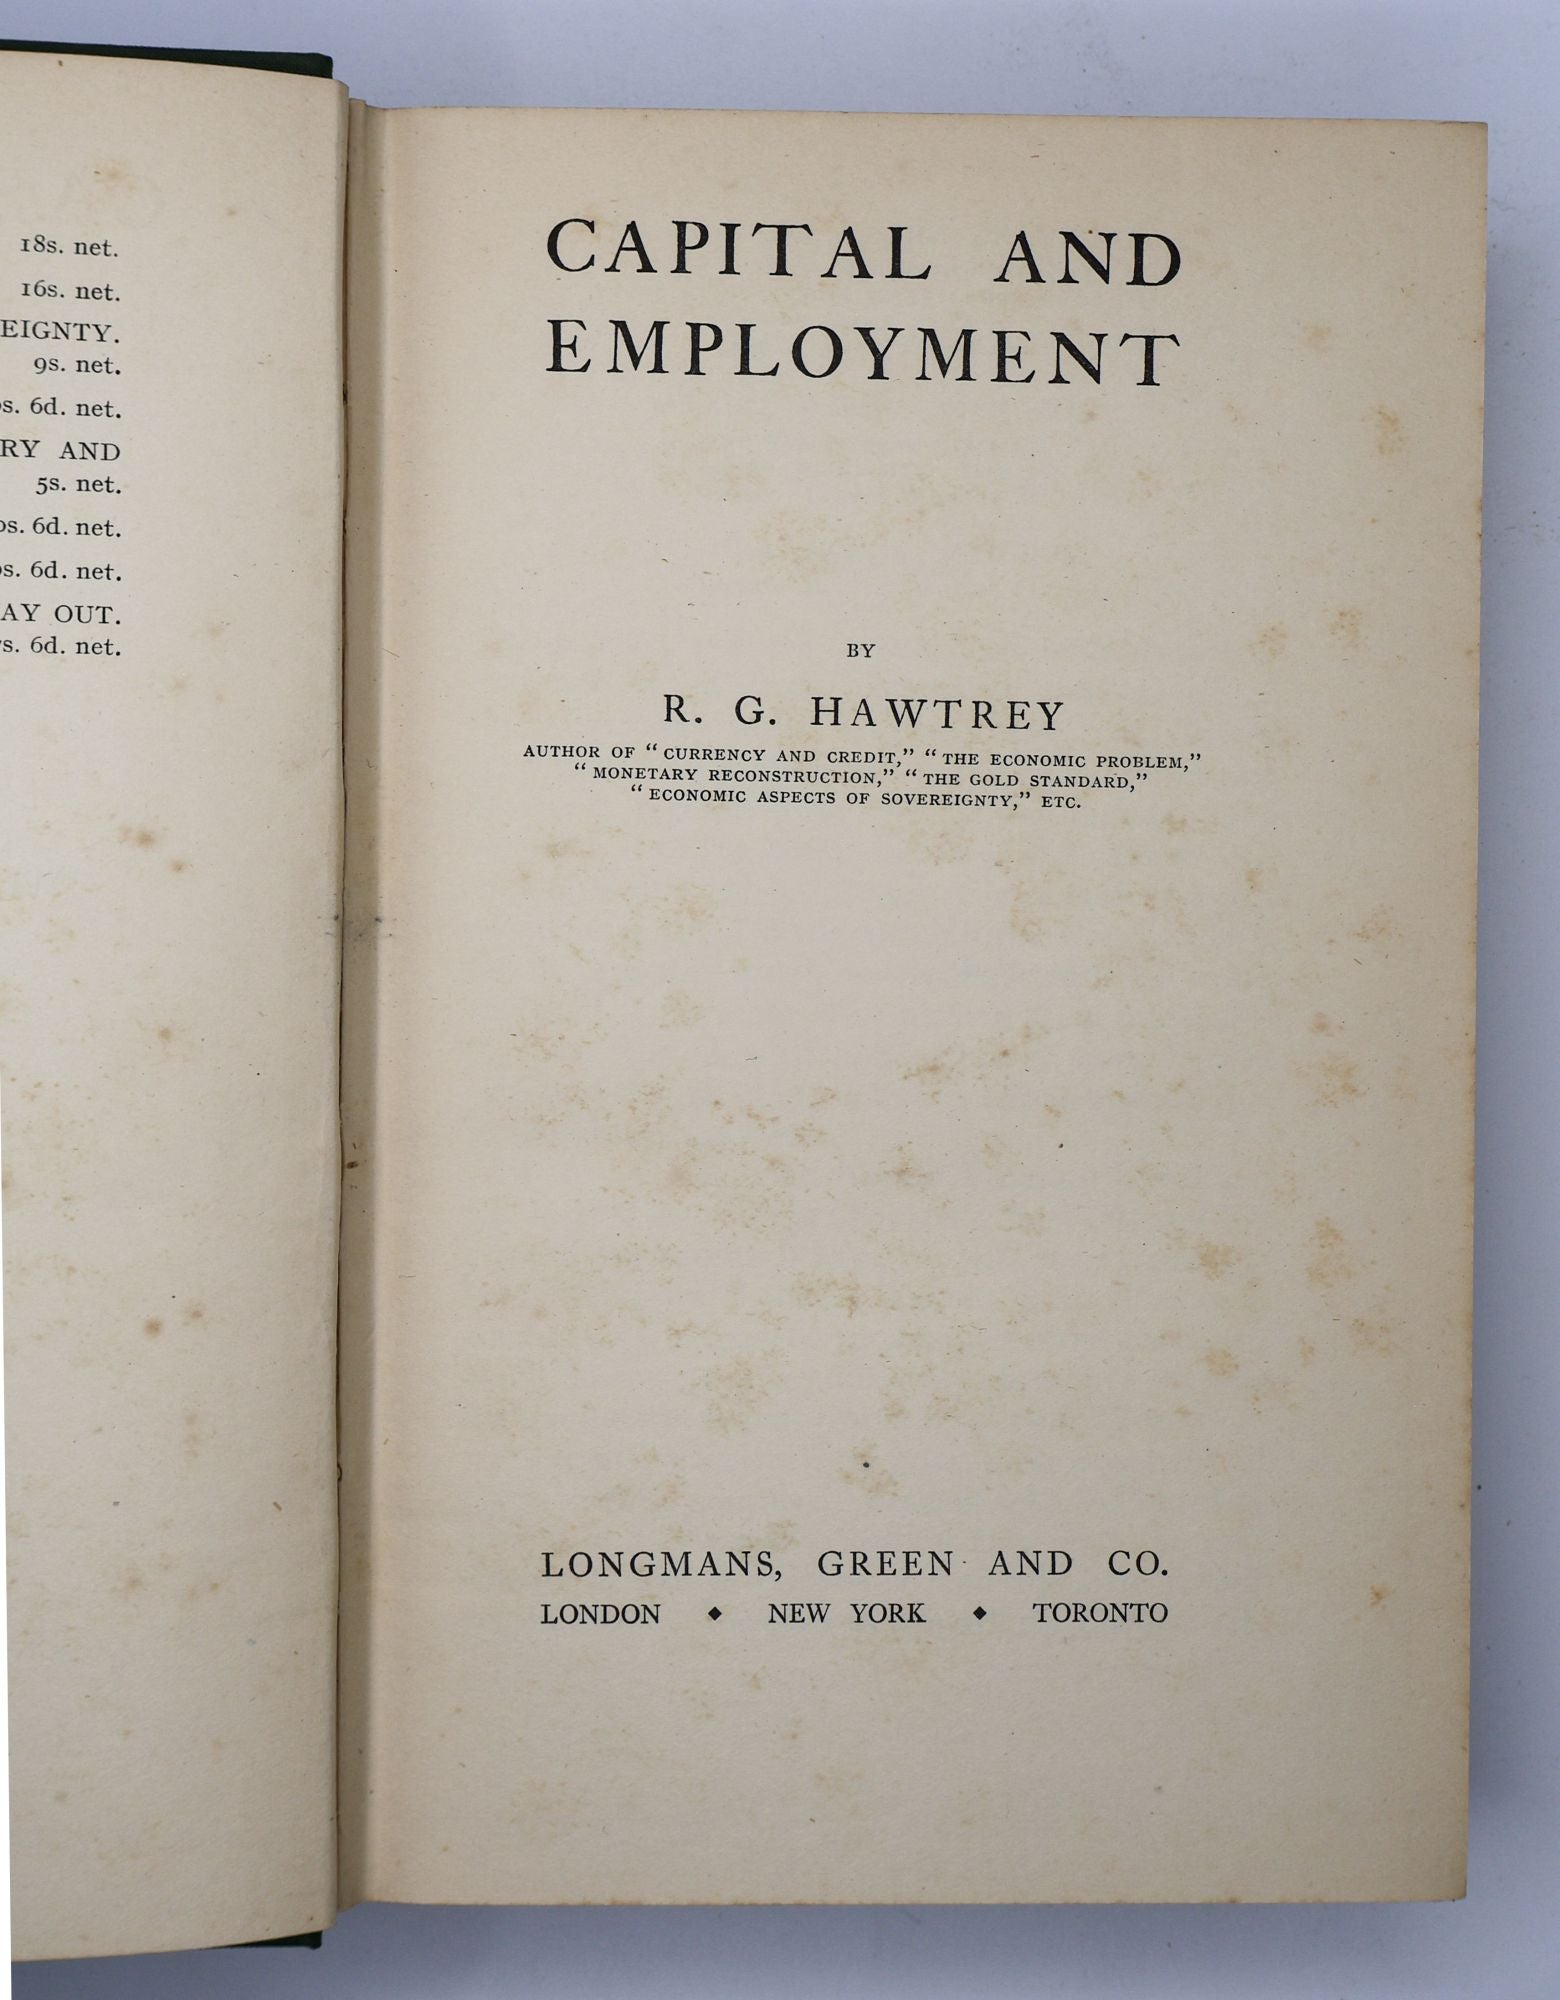 18s. net.
16s. net.
EIGNTY.
9s. net.
s. 6d. net.
RY AND
5s. net.
s. 6d. net.
s. 6d. net.
AY OUT.
s. 6d. net.
CAPITAL AND
EMPLOYMENT
BY
R. G. HAWTREY
AUTHOR OF “CURRENCY AND CREDIT,” “THE ECONOMIC PROBLEM,”
“MONETARY RECONSTRUCTION,” “THE GOLD STANDARD,”
“ECONOMIC ASPECTS OF SOVEREIGNTY,” ETC.
LONGMANS, GREEN AND CO.
LONDON ◆ NEW YORK ◆ TORONTO